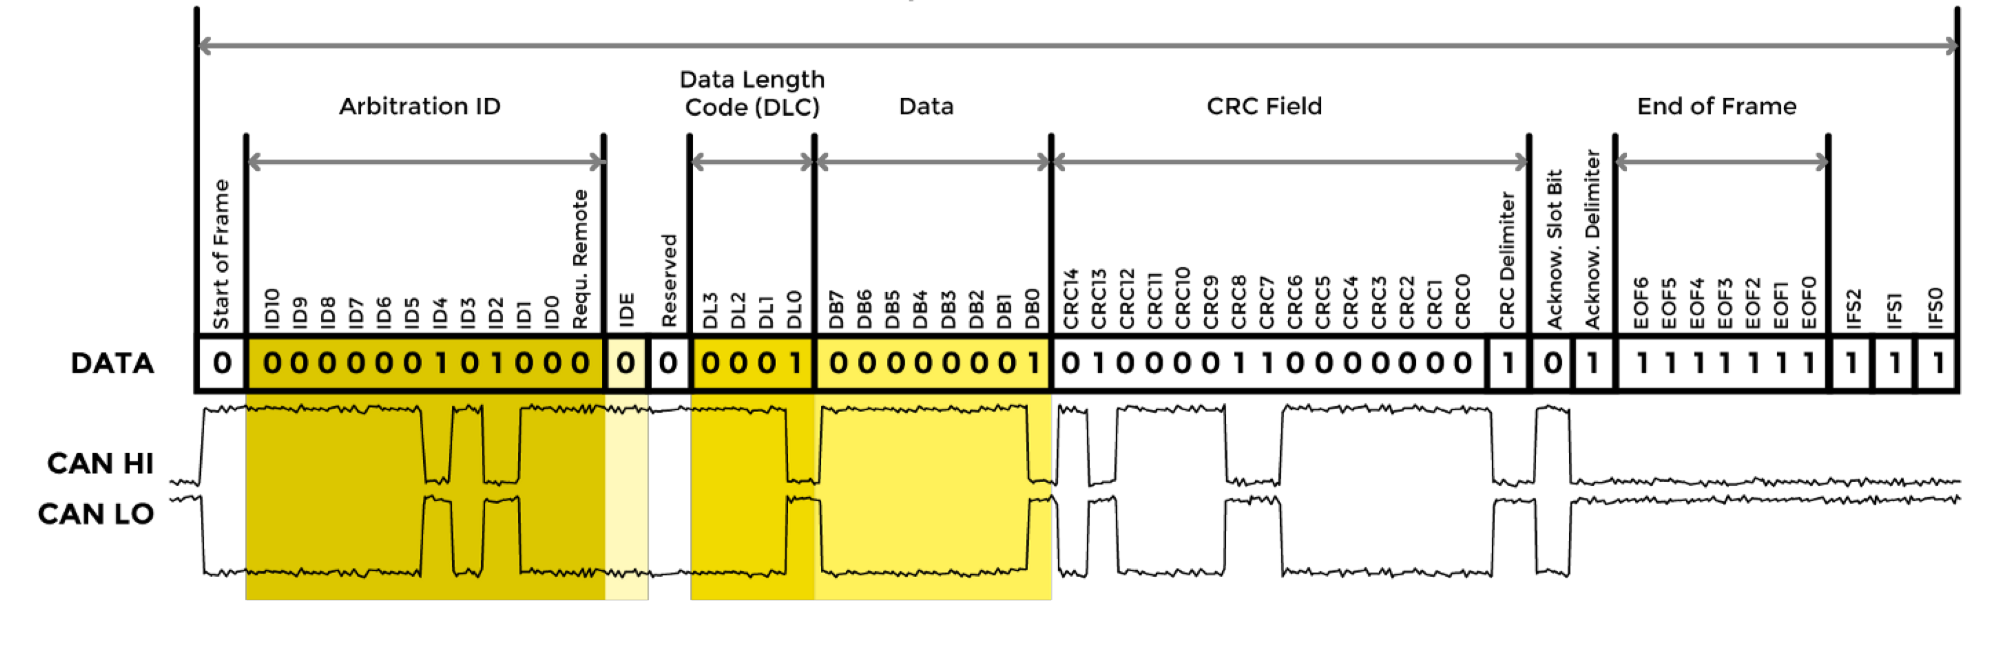 Data Length
Arbitration ID Code (DLC) Data CRC Field End of Frame
Start of Frame ID10 ID9 ID8 ID7 ID6 ID5 ID4 ID3 ID2 ID1 ID0 Requ. Remote IDE Reserved DL3 DL2 DL1 DL0 DB7 DB6 DB5 DB4 DB3 DB2 DB1 DB0 CRC14 CRC13 CRC12 CRC11 CRC10 CRC9 CRC8 CRC7 CRC6 CRC5 CRC4 CRC3 CRC2 CRC1 CRC0 CRC Delimiter Acknow. Slot Bit Acknow. Delimiter EOF6 EOF5 EOF4 EOF3 EOF2 EOF1 EOF0 IFS2 IFS1 IFS0
DATA 0 0 0 0 0 0 0 1 0 1 0 0 0 0 0 0 0 0 1 0 0 0 0 0 0 0 1 0 1 0 0 0 0 1 1 0 0 0 0 0 0 0 1 0 1 1 1 1 1 1 1 1 1 1 1
CAN HI
CAN LO